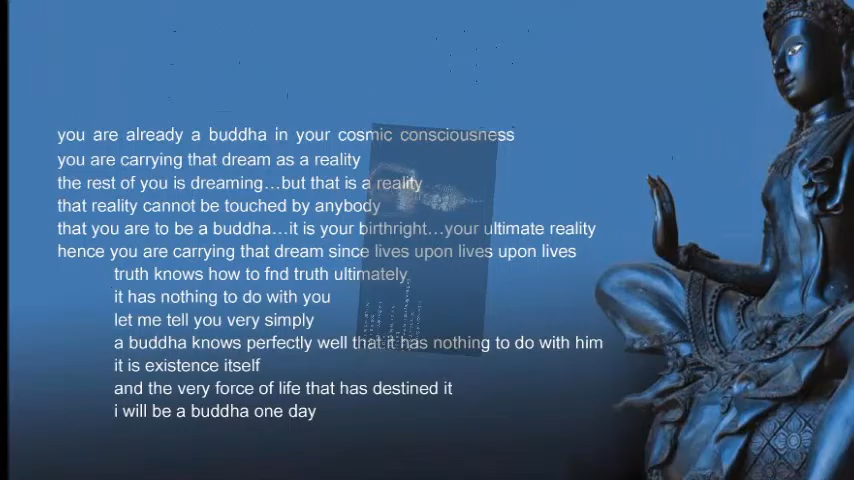 you are already a buddha in your cosmic consciousness
you are carrying that dream as a reality
the rest of you is dreaming...but that is a reality
that reality cannot be touched by anybody
that you are to be a buddha...it is your birthright...your ultimate reality
hence you are carrying that dream since lives upon lives upon lives
truth knows how to fnd truth ultimately
it has nothing to do with you
let me tell you very simply
a buddha knows perfectly well that it has nothing to do with him
it is existence itself
and the very force of life that has destined it
i will be a buddha one day